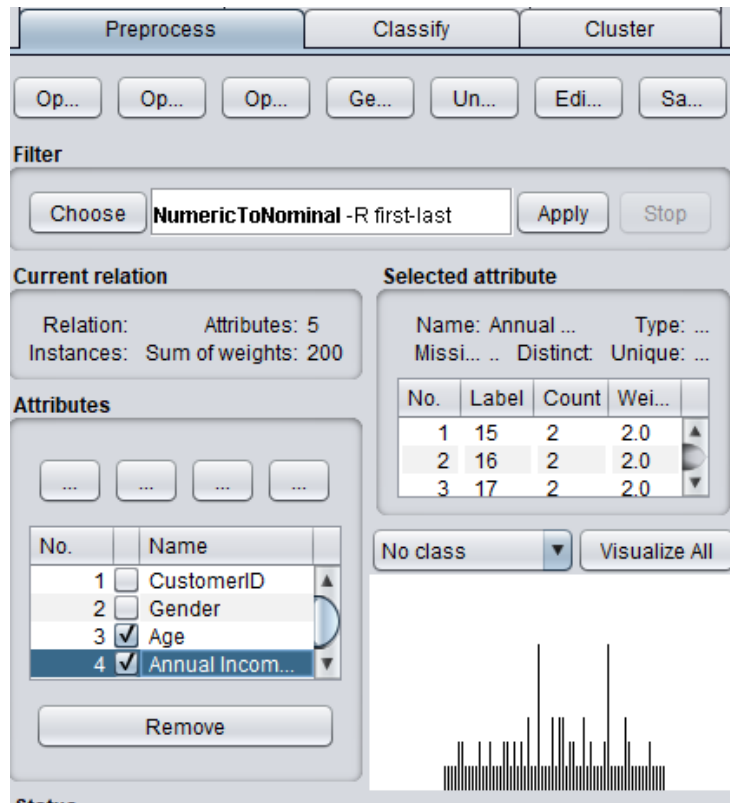 Preprocess Classify Cluster
Op... Op... Op... Ge... Un... Edi... Sa...
Filter
Choose NumericToNominal -R first-last Apply Stop
Current relation
Relation: Attributes: 5
Instances: Sum of weights: 200
Selected attribute
Name: Annual ... Type: ...
Missi... .. Distinct: Unique: ...
No. Label Count Wei...
1 15 2 2.0
2 16 2 2.0
3 17 2 2.0
Attributes
... ... ... ...
No. Name
1 CustomerID
2 Gender
3 Age
4 Annual Incom...
Remove
No class Visualize All
Status